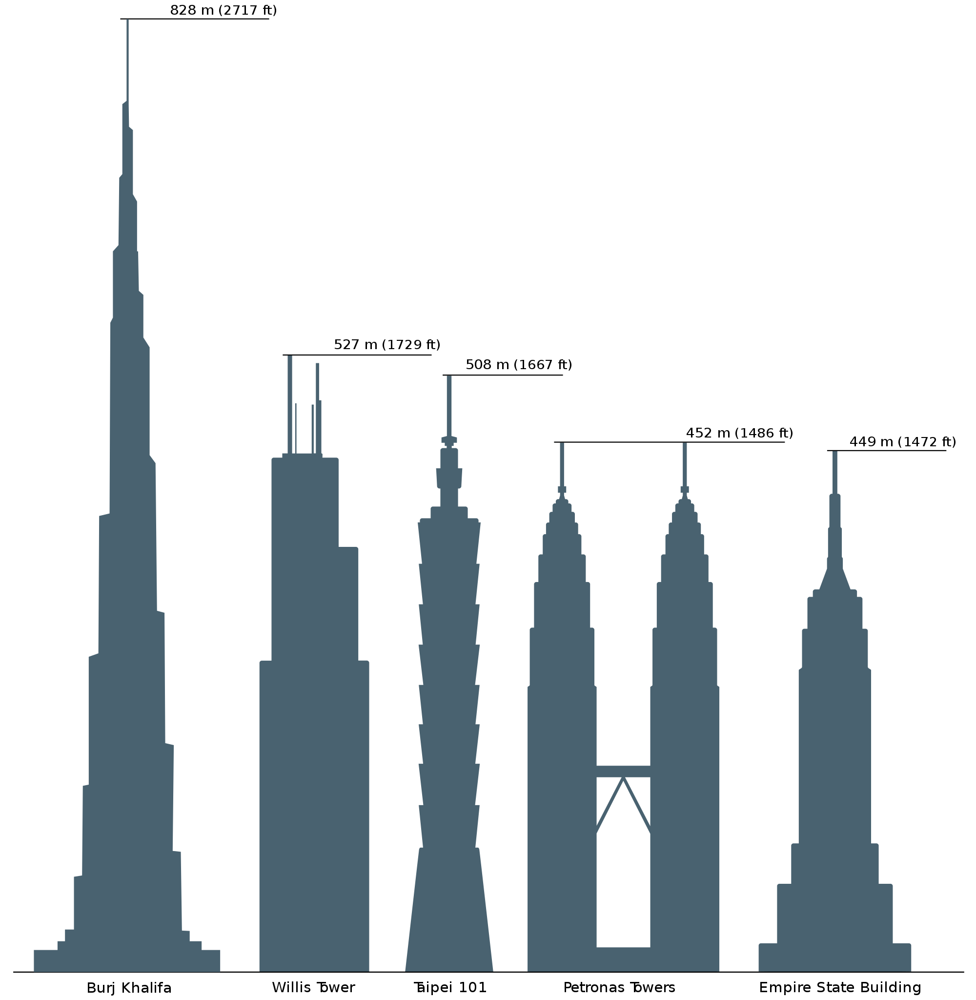 828 m (2717 ft)
527 m (1729 ft)
508 m (1667 ft)
452 m (1486 ft)
449 m (1472 ft)
Burj Khalifa
Willis Tower
Taipei 101
Petronas Towers
Empire State Building